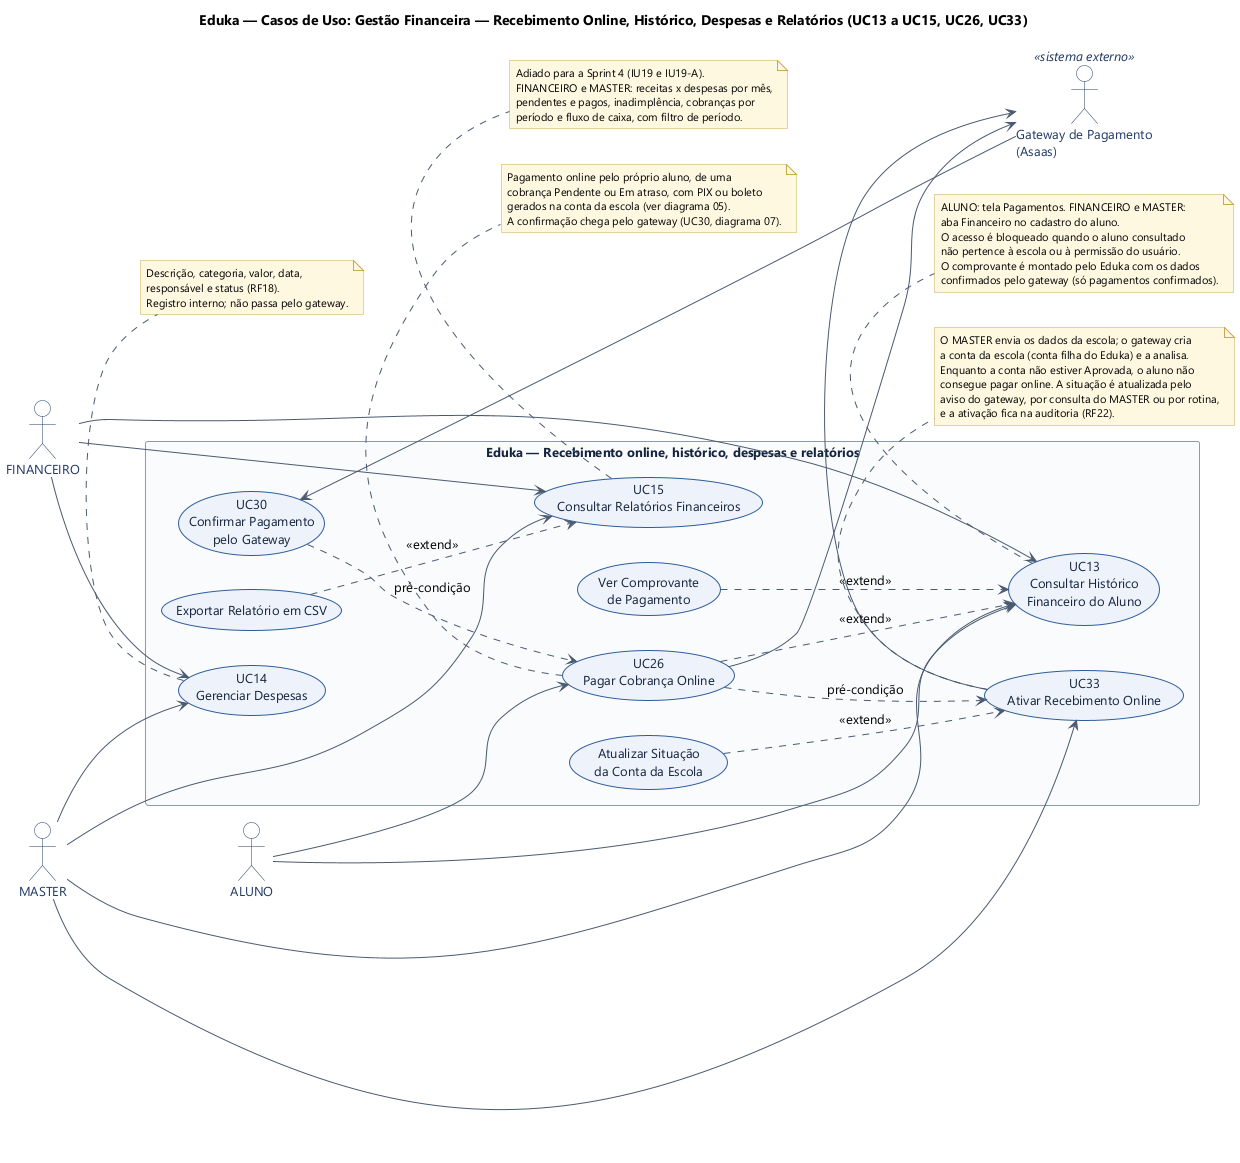 Eduka — Casos de Uso: Gestão Financeira — Recebimento Online, Histórico, Despesas e Relatórios (UC13 a UC15, UC26, UC33)
«sistema externo»
Gateway de Pagamento
(Asaas)
Adiado para a Sprint 4 (IU19 e IU19-A).
FINANCEIRO e MASTER: receitas x despesas por mês,
pendentes e pagos, inadimplência, cobranças por
período e fluxo de caixa, com filtro de período.
Pagamento online pelo próprio aluno, de uma
cobrança Pendente ou Em atraso, com PIX ou boleto
gerados na conta da escola (ver diagrama 05).
A confirmação chega pelo gateway (UC30, diagrama 07).
ALUNO: tela Pagamentos. FINANCEIRO e MASTER:
aba Financeiro no cadastro do aluno.
O acesso é bloqueado quando o aluno consultado
não pertence à escola ou à permissão do usuário.
O comprovante é montado pelo Eduka com os dados
confirmados pelo gateway (só pagamentos confirmados).
Descrição, categoria, valor, data,
responsável e status (RF18).
Registro interno; não passa pelo gateway.
O MASTER envia os dados da escola; o gateway cria
a conta da escola (conta filha do Eduka) e a analisa.
Enquanto a conta não estiver Aprovada, o aluno não
consegue pagar online. A situação é atualizada pelo
aviso do gateway, por consulta do MASTER ou por rotina,
e a ativação fica na auditoria (RF22).
FINANCEIRO
Eduka — Recebimento online, histórico, despesas e relatórios
UC30
Confirmar Pagamento
pelo Gateway
UC15
Consultar Relatórios Financeiros
«extend»
pré-condição
Exportar Relatório em CSV
Ver Comprovante
de Pagamento
«extend»
UC13
Consultar Histórico
Financeiro do Aluno
«extend»
UC14
Gerenciar Despesas
UC26
Pagar Cobrança Online
pré-condição
UC33
Ativar Recebimento Online
«extend»
Atualizar Situação
da Conta da Escola
MASTER
ALUNO